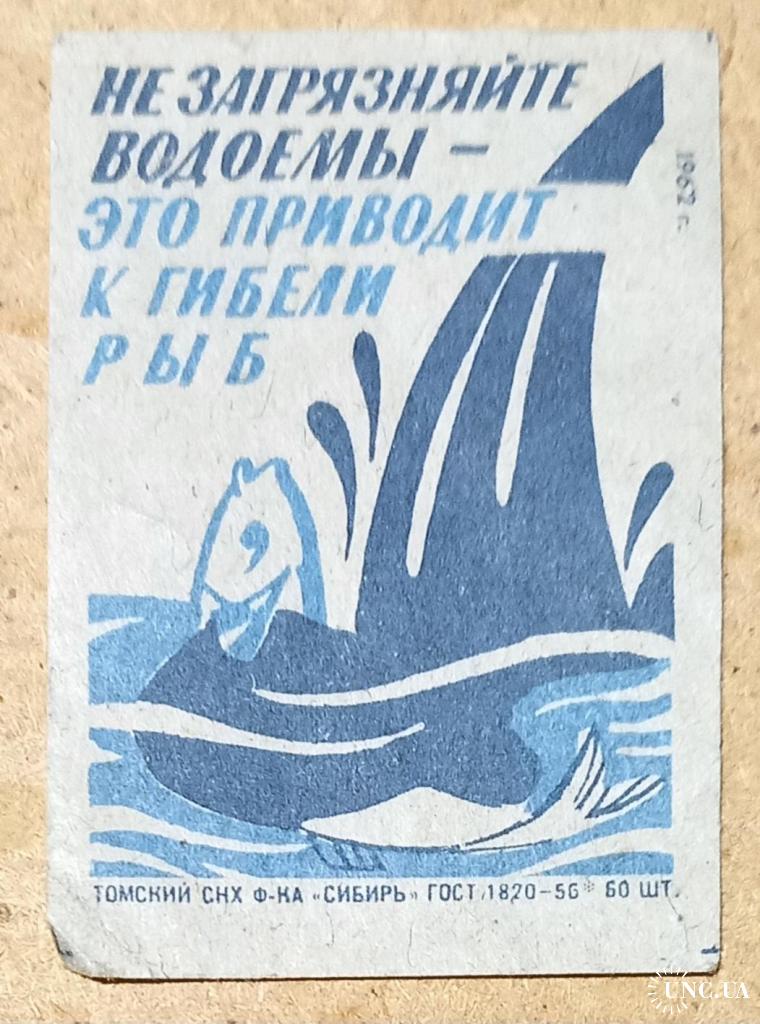 НЕ ЗАГРЯЗНЯЙТЕ
ВОДОЕМЫ –
ЭТО ПРИВОДИТ
К ГИБЕЛИ
РЫБ
1962 г.
ТОМСКИЙ СНХ Ф-КА «СИБИРЬ» ГОСТ 1820-56 60 ШТ.
UNC.UA